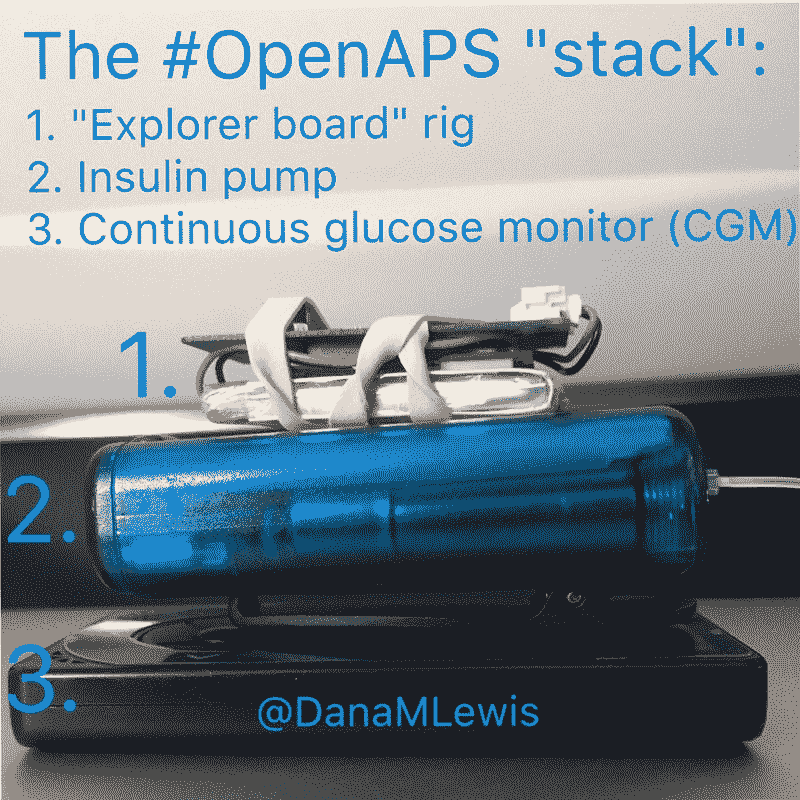 The #OpenAPS "stack":
1. "Explorer board" rig
2. Insulin pump
3. Continuous glucose monitor (CGM)
1.
2.
3.
@DanaMLewis